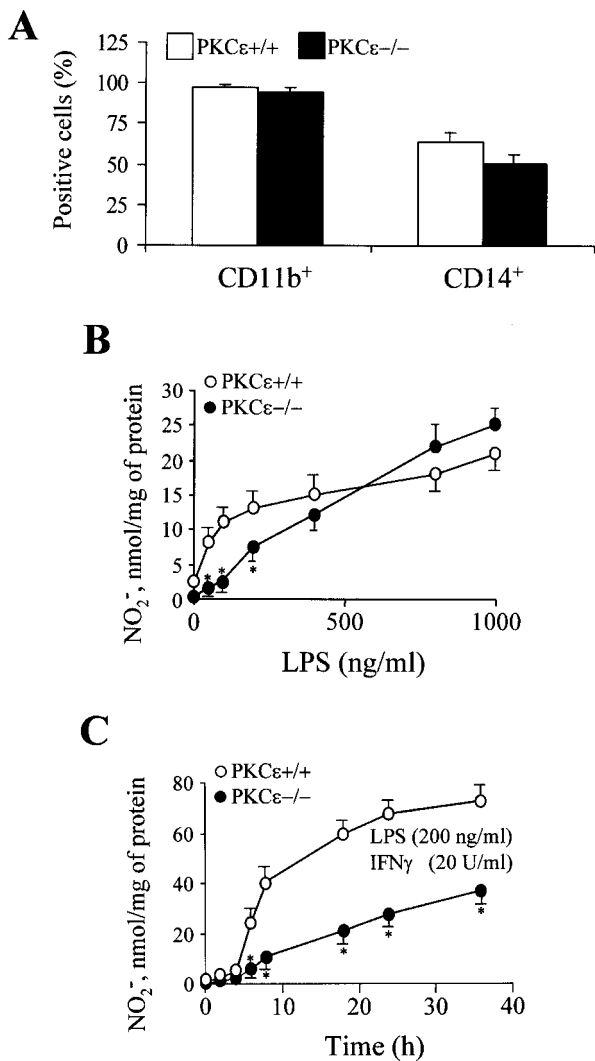 A
PKCε+/+ PKCε−/−
Positive cells (%)
125
100
75
50
25
0
CD11b⁺ CD14⁺
B
PKCε+/+
PKCε−/−
NO₂⁻, nmol/mg of protein
30
25
20
15
10
5
0
* * *
0 500 1000
LPS (ng/ml)
C
PKCε+/+
PKCε−/−
NO₂⁻, nmol/mg of protein
80
60
40
20
0
LPS (200 ng/ml)
IFNγ (20 U/ml)
* * * * *
0 10 20 30 40
Time (h)